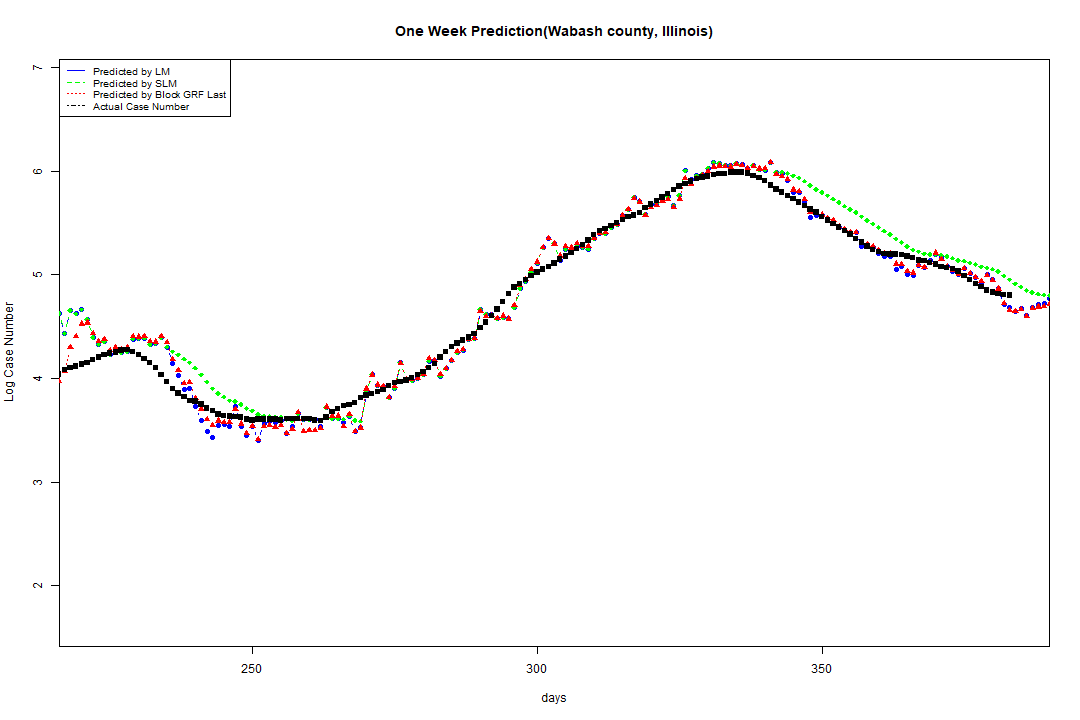 One Week Prediction(Wabash county, Illinois)
Predicted by LM
Predicted by SLM
Predicted by Block GRF Last
Actual Case Number
Log Case Number
7
6
5
4
3
2
250 300 350
days